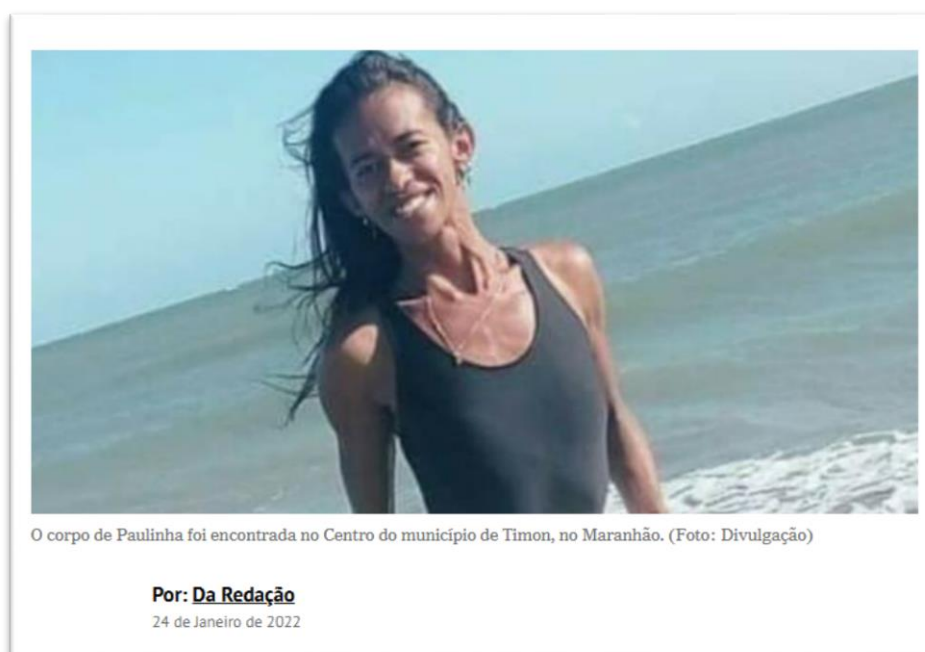 O corpo de Paulinha foi encontrada no Centro do município de Timon, no Maranhão. (Foto: Divulgação)
Por: Da Redação
24 de Janeiro de 2022